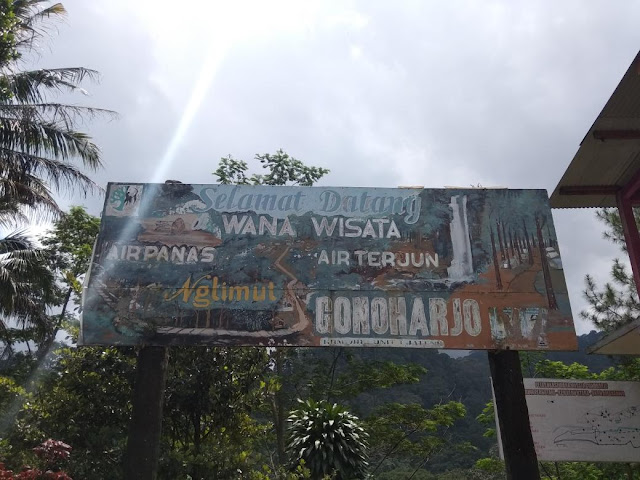 Selamat Datang
WANA WISATA
AIR PANAS
AIR TERJUN
Nglimut
GONOHARJO